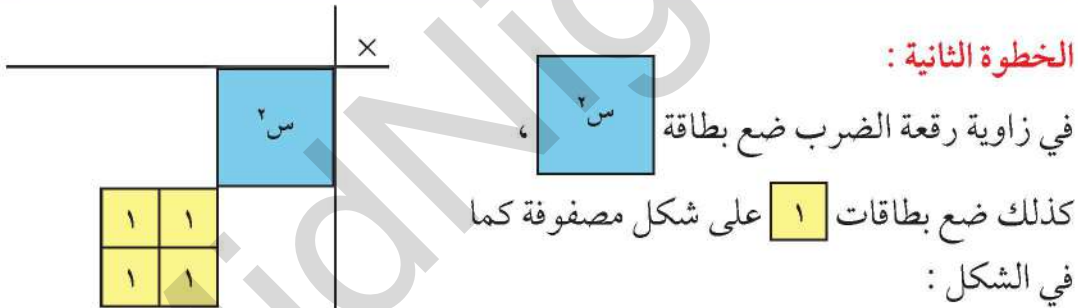 الخطوة الثانية :
في زاوية رقعة الضرب ضع بطاقة س٢ ،
كذلك ضع بطاقات ١ على شكل مصفوفة كما
في الشكل :
×
س٢
١ ١
١ ١